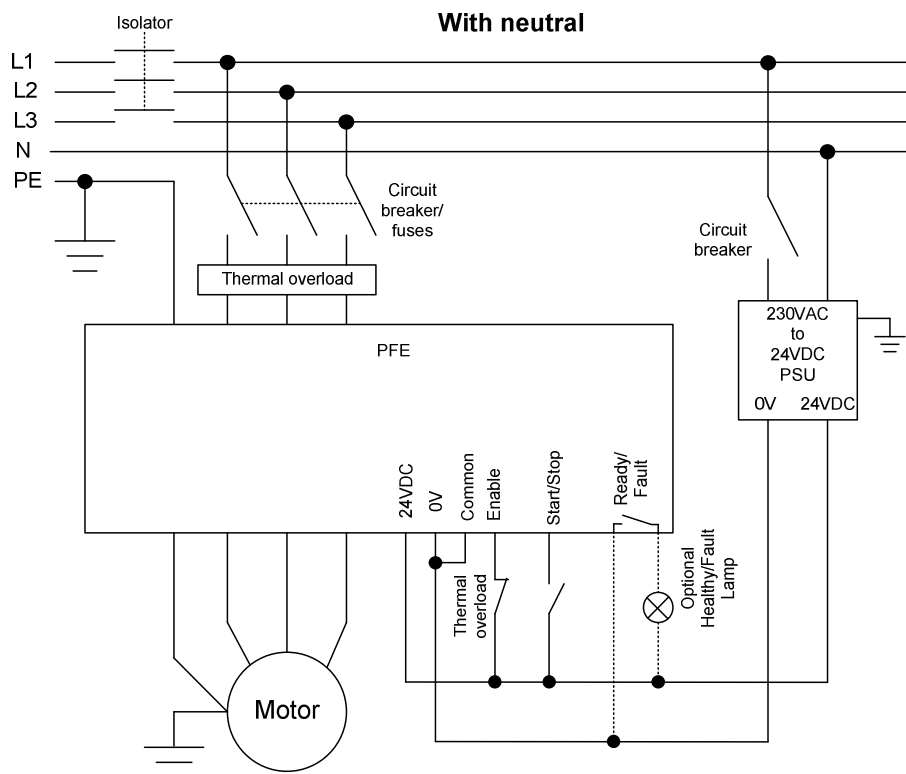 With neutral
Isolator
L1
L2
L3
N
PE
Circuit
breaker/
fuses
Circuit
breaker
Thermal overload
230VAC
to
24VDC
PSU
0V 24VDC
PFE
24VDC
0V
Common
Enable
Start/Stop
Ready/
Fault
Thermal
overload
Optional
Healthy/Fault
Lamp
Motor